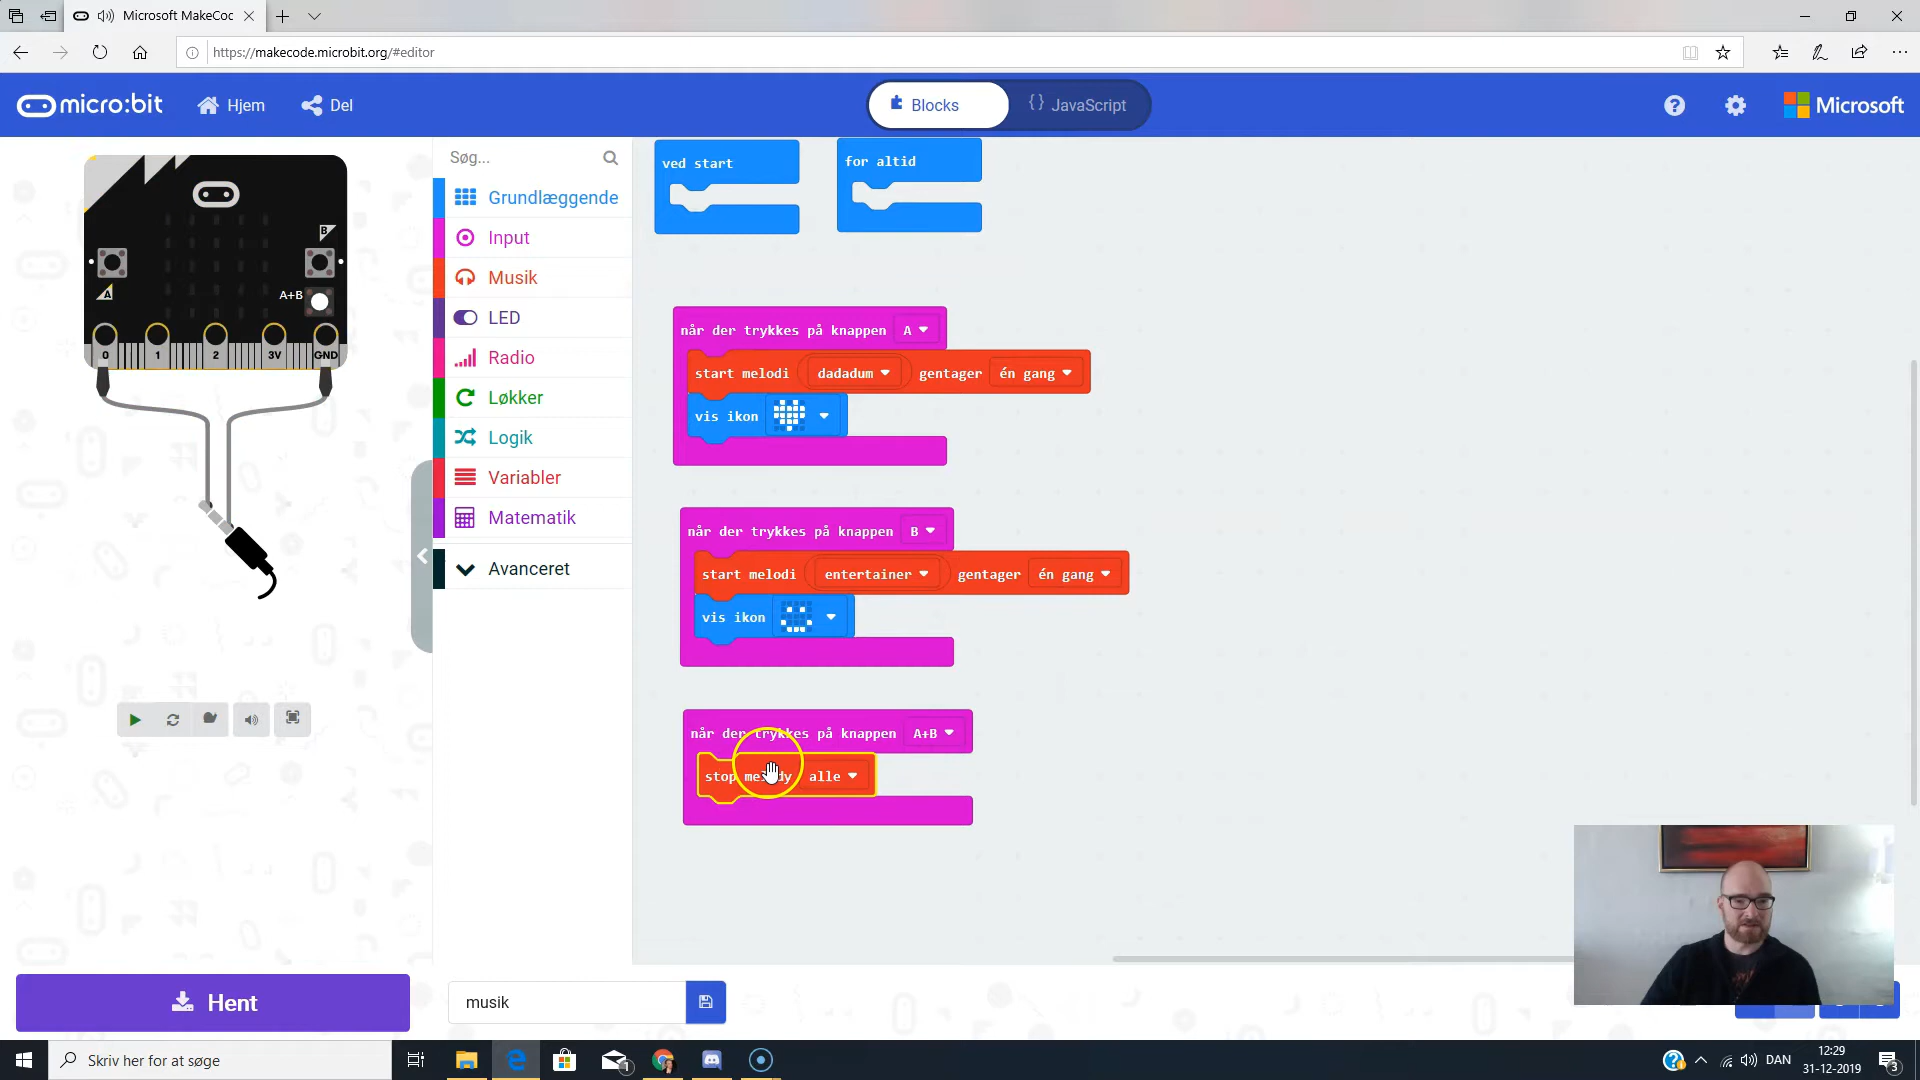 Microsoft MakeCoc
https://makecode.microbit.org/#editor
micro:bit
Hjem
Del
Blocks
{} JavaScript
Microsoft
B
A
A+B
0 1 2 3V GND
Søg...
Grundlæggende
Input
Musik
LED
Radio
Løkker
Logik
Variabler
Matematik
Avanceret
ved start
for altid
når der trykkes på knappen A
start melodi dadadum gentager én gang
vis ikon
når der trykkes på knappen B
start melodi entertainer gentager én gang
vis ikon
når der trykkes på knappen A+B
stop melody alle
Hent
musik
Skriv her for at søge
1
DAN
12:29
31-12-2019
3